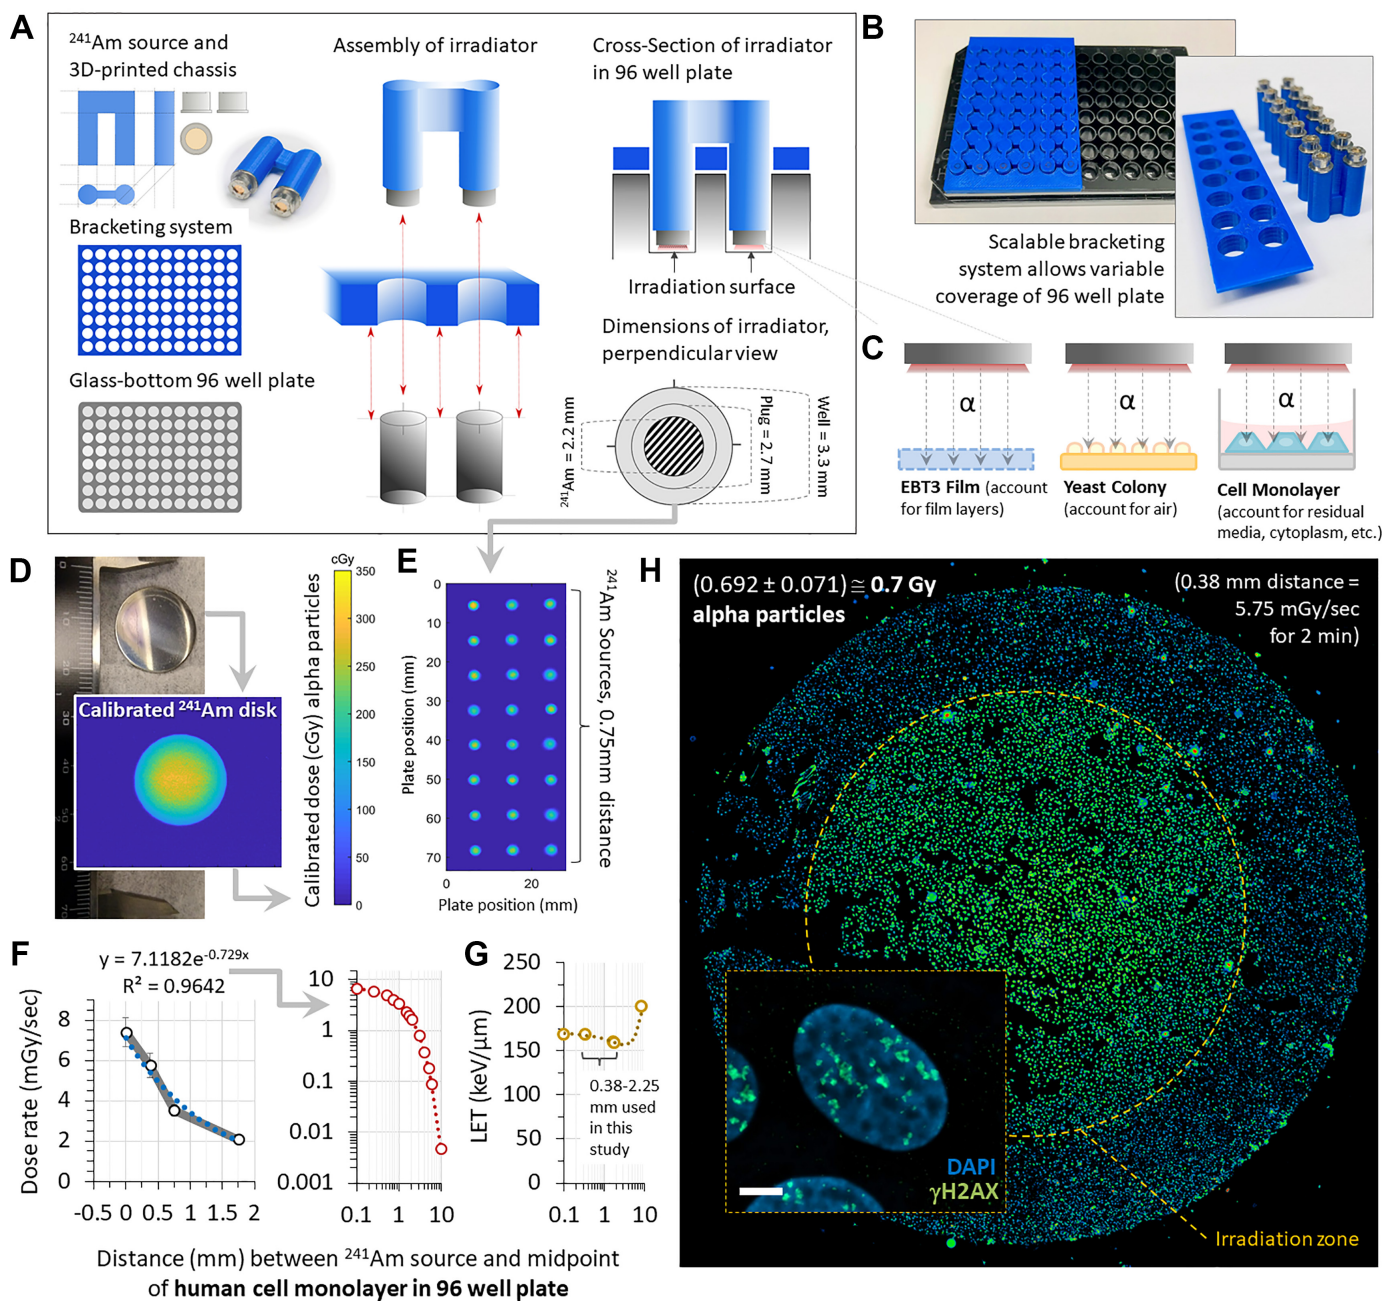 A
241Am source and
3D-printed chassis
Assembly of irradiator
Cross-Section of irradiator
in 96 well plate
Bracketing system
Irradiation surface
Glass-bottom 96 well plate
Dimensions of irradiator,
perpendicular view
241Am = 2.2 mm
Plug = 2.7 mm
Well = 3.3 mm
B
Scalable bracketing
system allows variable
coverage of 96 well plate
C
α
α
α
EBT3 Film (account
for film layers)
Yeast Colony
(account for air)
Cell Monolayer
(account for residual
media, cytoplasm, etc.)
D
0
10
20
30
40
50
60
70
Calibrated 241Am disk
cGy
350
300
250
200
150
100
50
0
Calibrated dose (cGy) alpha particles
E
0
10
20
30
40
50
60
70
Plate position (mm)
0
20
Plate position (mm)
241Am Sources, 0.75mm distance
F
y = 7.1182e-0.729x
R² = 0.9642
Dose rate (mGy/sec)
8
6
4
2
0
-0.5 0 0.5 1 1.5 2
10
1
0.1
0.01
0.001
0.1 1 10
G
LET (keV/µm)
250
200
150
100
50
0
0.38-2.25
mm used
in this
study
0.1 1 10
Distance (mm) between 241Am source and midpoint
of human cell monolayer in 96 well plate
H
(0.692 ± 0.071) ≅ 0.7 Gy
alpha particles
(0.38 mm distance =
5.75 mGy/sec
for 2 min)
DAPI
γH2AX
Irradiation zone